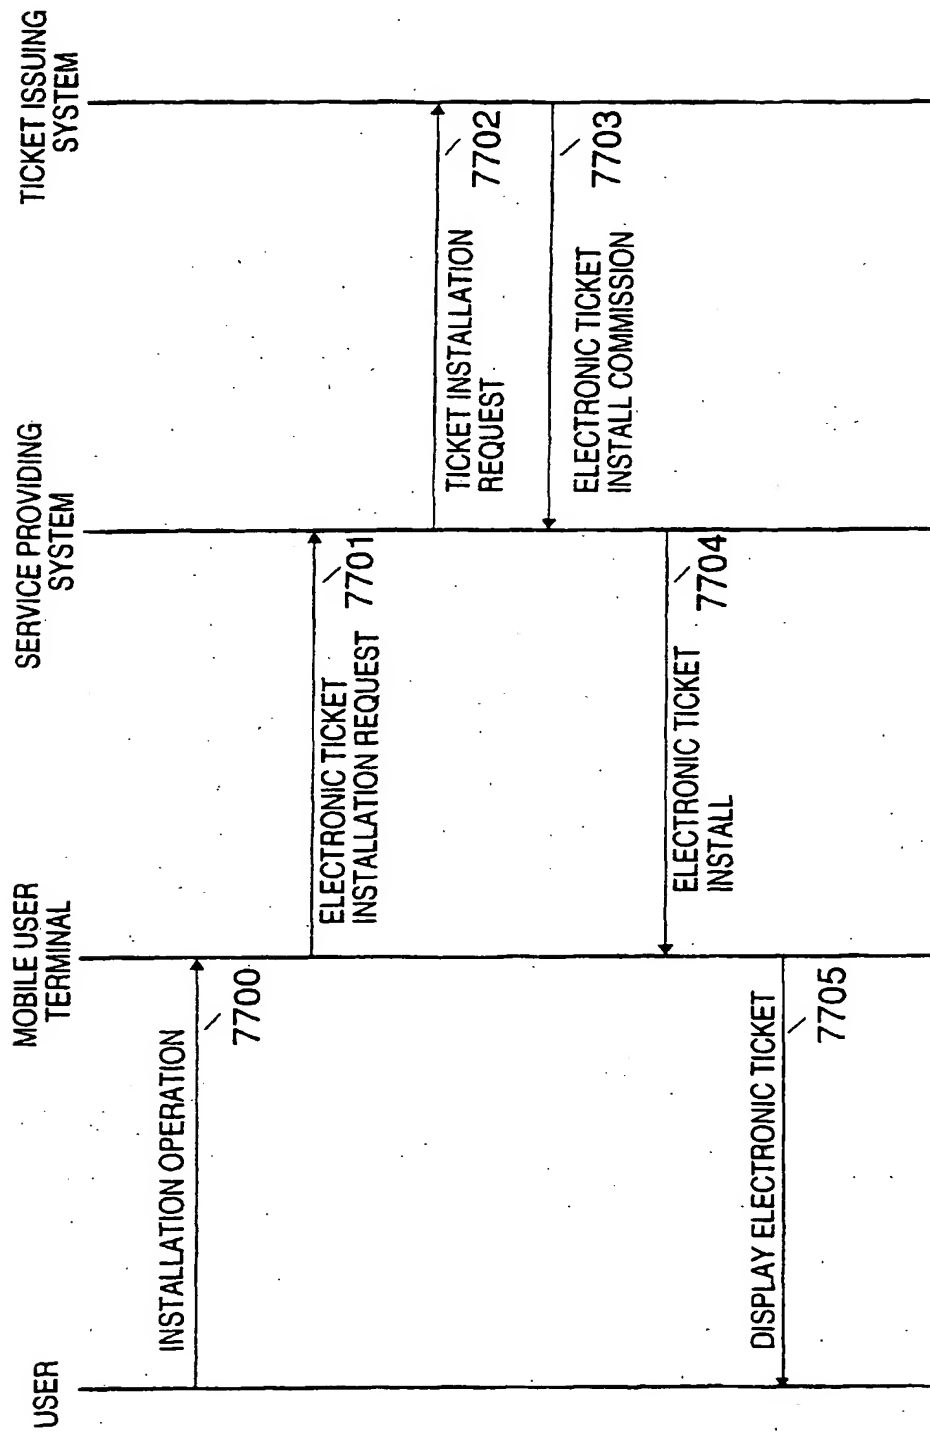 USER
MOBILE USER
TERMINAL
SERVICE PROVIDING
SYSTEM
TICKET ISSUING
SYSTEM
INSTALLATION OPERATION
7700
ELECTRONIC TICKET
INSTALLATION REQUEST
7701
TICKET INSTALLATION
REQUEST
7702
ELECTRONIC TICKET
INSTALL COMMISSION
7703
ELECTRONIC TICKET
INSTALL
7704
DISPLAY ELECTRONIC TICKET
7705